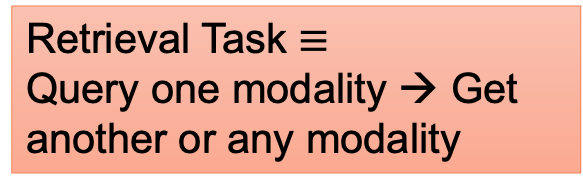 Retrieval Task ≡
Query one modality → Get
another or any modality